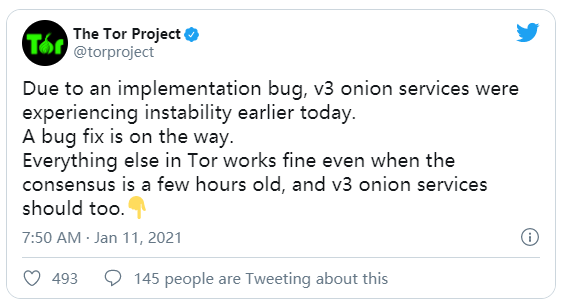 Tor
The Tor Project
@torproject
Due to an implementation bug, v3 onion services were
experiencing instability earlier today.
A bug fix is on the way.
Everything else in Tor works fine even when the
consensus is a few hours old, and v3 onion services
should too.👇
7:50 AM · Jan 11, 2021
493 145 people are Tweeting about this